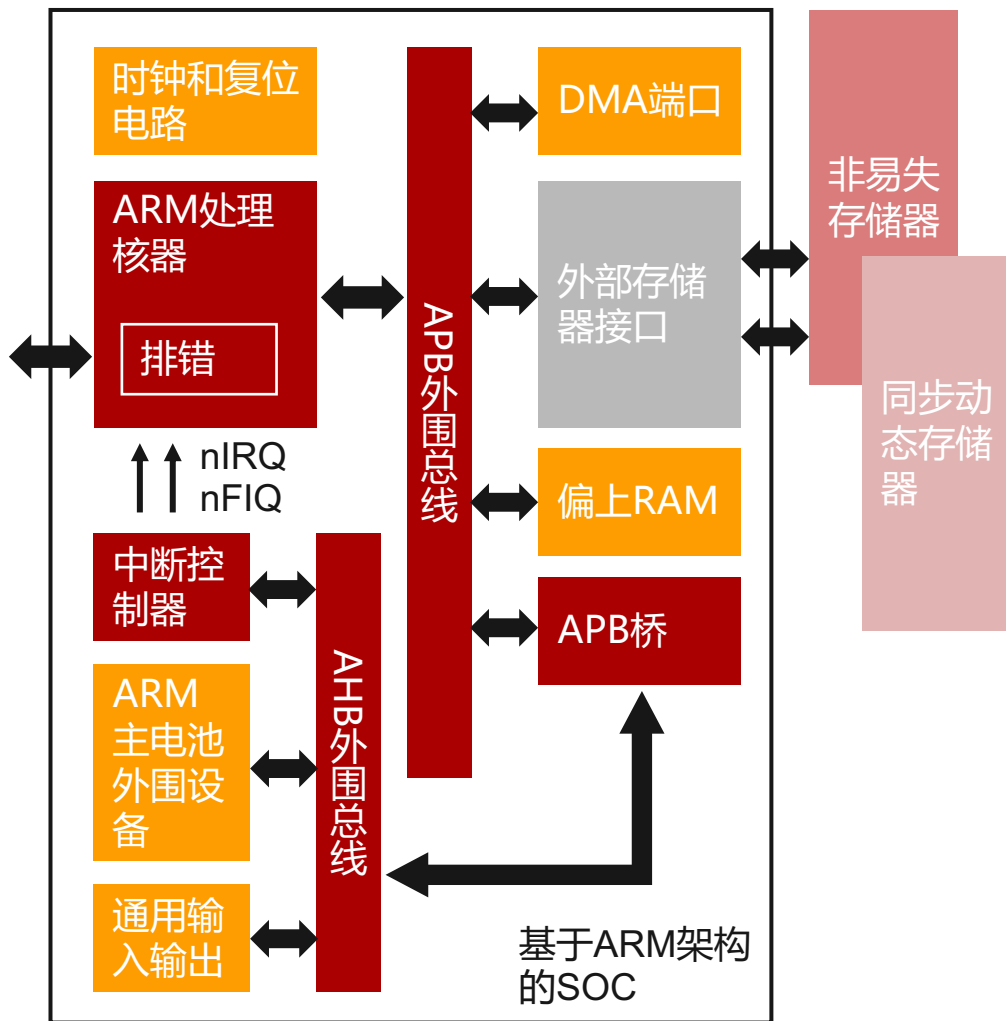 时钟和复位
电路
ARM处理
核器
排错
nIRQ
nFIQ
中断控
制器
ARM
主电池
外围设
备
通用输
入输出
AHB外围总线
APB外围总线
DMA端口
外部存储
器接口
偏上RAM
APB桥
基于ARM架构
的SOC
非易失
存储器
同步动
态存储
器